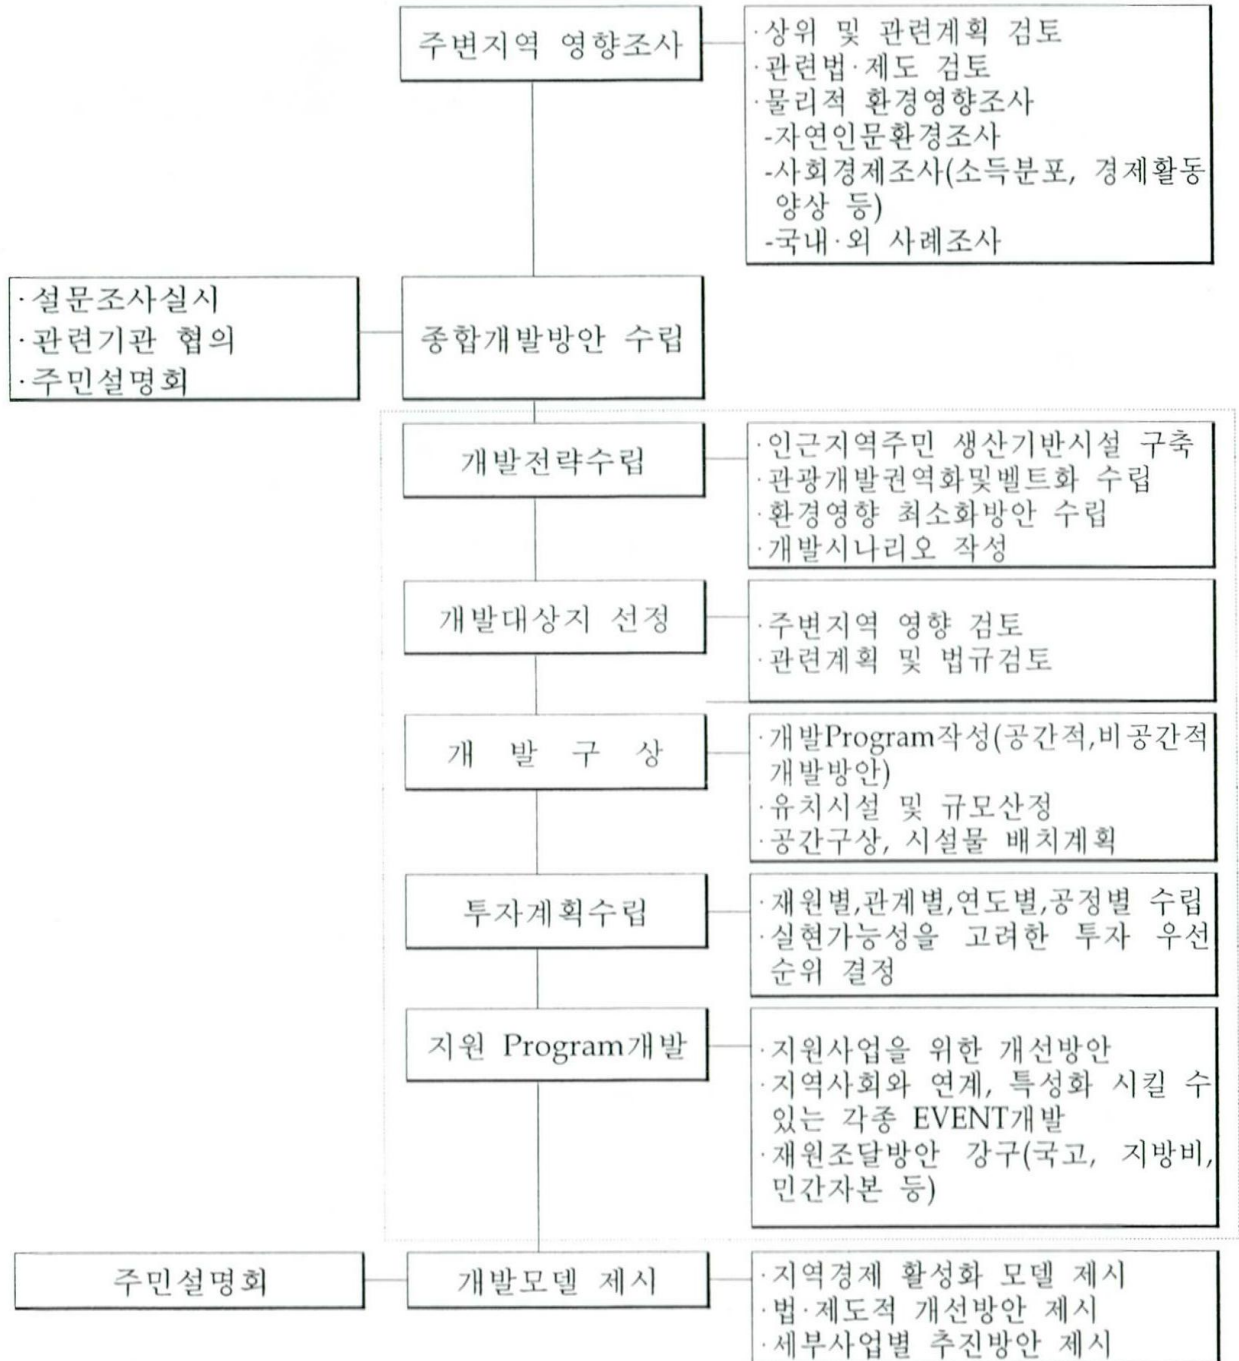 주변지역 영향조사
·상위 및 관련계획 검토
·관련법·제도 검토
·물리적 환경영향조사
-자연인문환경조사
-사회경제조사(소득분포, 경제활동
양상 등)
-국내·외 사례조사
·설문조사실시
·관련기관 협의
·주민설명회
종합개발방안 수립
개발전략수립
·인근지역주민 생산기반시설 구축
·관광개발권역화및벨트화 수립
·환경영향 최소화방안 수립
·개발시나리오 작성
개발대상지 선정
·주변지역 영향 검토
·관련계획 및 법규검토
개 발 구 상
·개발Program작성(공간적,비공간적
개발방안)
·유치시설 및 규모산정
·공간구상, 시설물 배치계획
투자계획수립
·재원별,관계별,연도별,공정별 수립
·실현가능성을 고려한 투자 우선
순위 결정
지원 Program개발
·지원사업을 위한 개선방안
·지역사회와 연계, 특성화 시킬 수
있는 각종 EVENT개발
·재원조달방안 강구(국고, 지방비,
민간자본 등)
주민설명회
개발모델 제시
·지역경제 활성화 모델 제시
·법·제도적 개선방안 제시
·세부사업별 추진방안 제시